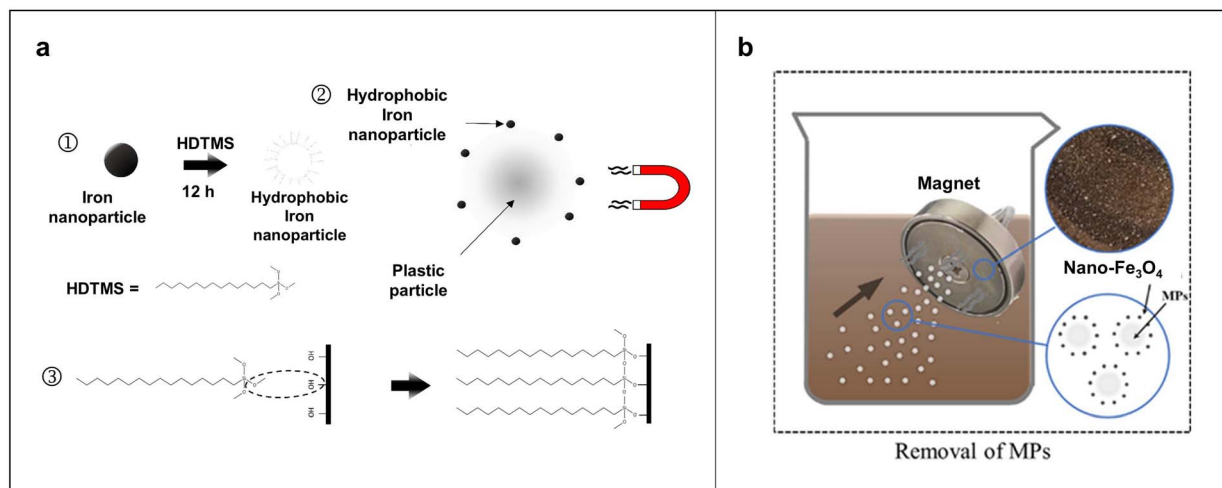 a
①
Iron
nanoparticle
HDTMS
12 h
Hydrophobic
Iron
nanoparticle
②
Hydrophobic
Iron
nanoparticle
Plastic
particle
HDTMS =
③
OH
OH
OH
b
Magnet
Nano-Fe₃O₄
MPs
Removal of MPs